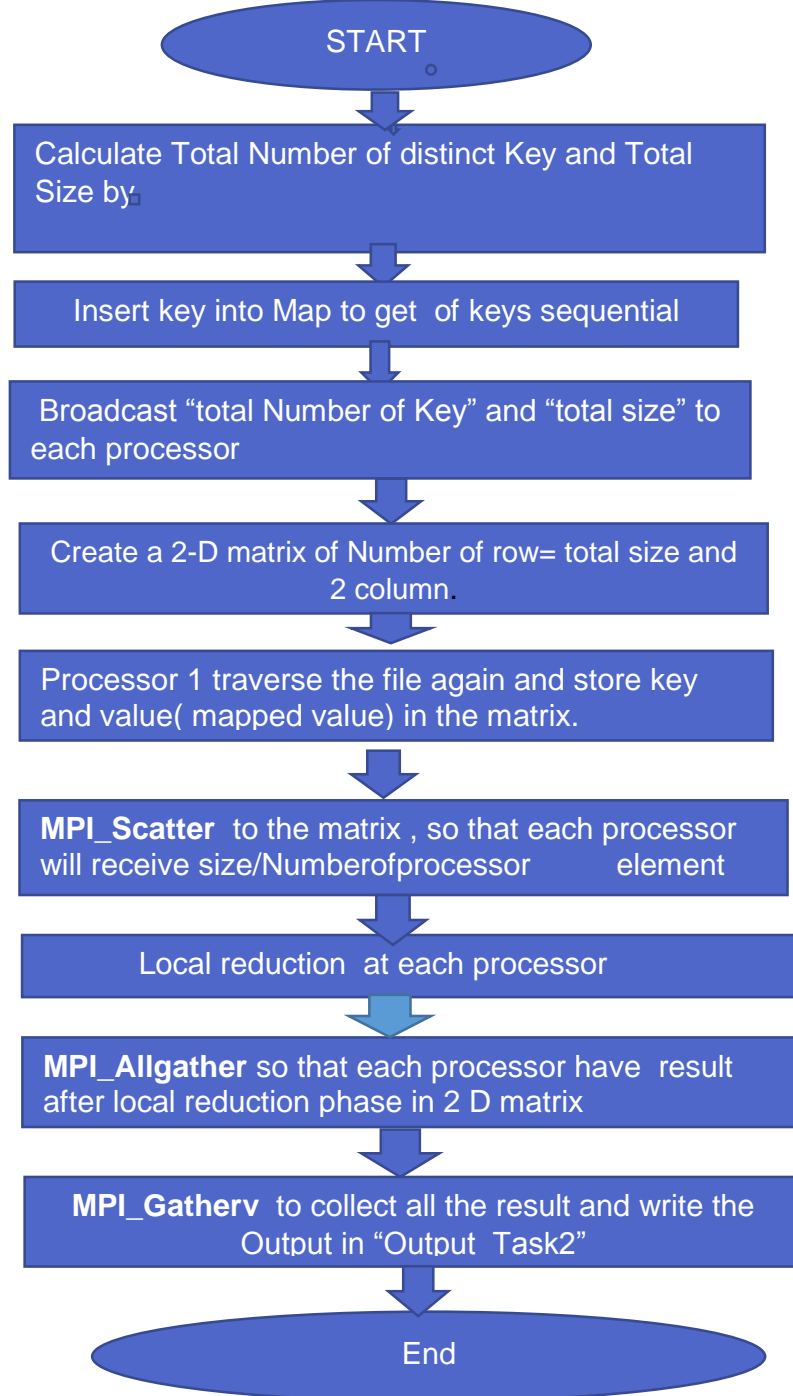 START
Calculate Total Number of distinct Key and Total
Size by
Insert key into Map to get of keys sequential
Broadcast “total Number of Key” and “total size” to
each processor
Create a 2-D matrix of Number of row= total size and
2 column.
Processor 1 traverse the file again and store key
and value( mapped value) in the matrix.
MPI_Scatter to the matrix , so that each processor
will receive size/Numberofprocessor element
Local reduction at each processor
MPI_Allgather so that each processor have result
after local reduction phase in 2 D matrix
MPI_Gatherv to collect all the result and write the
Output in “Output_Task2”
End